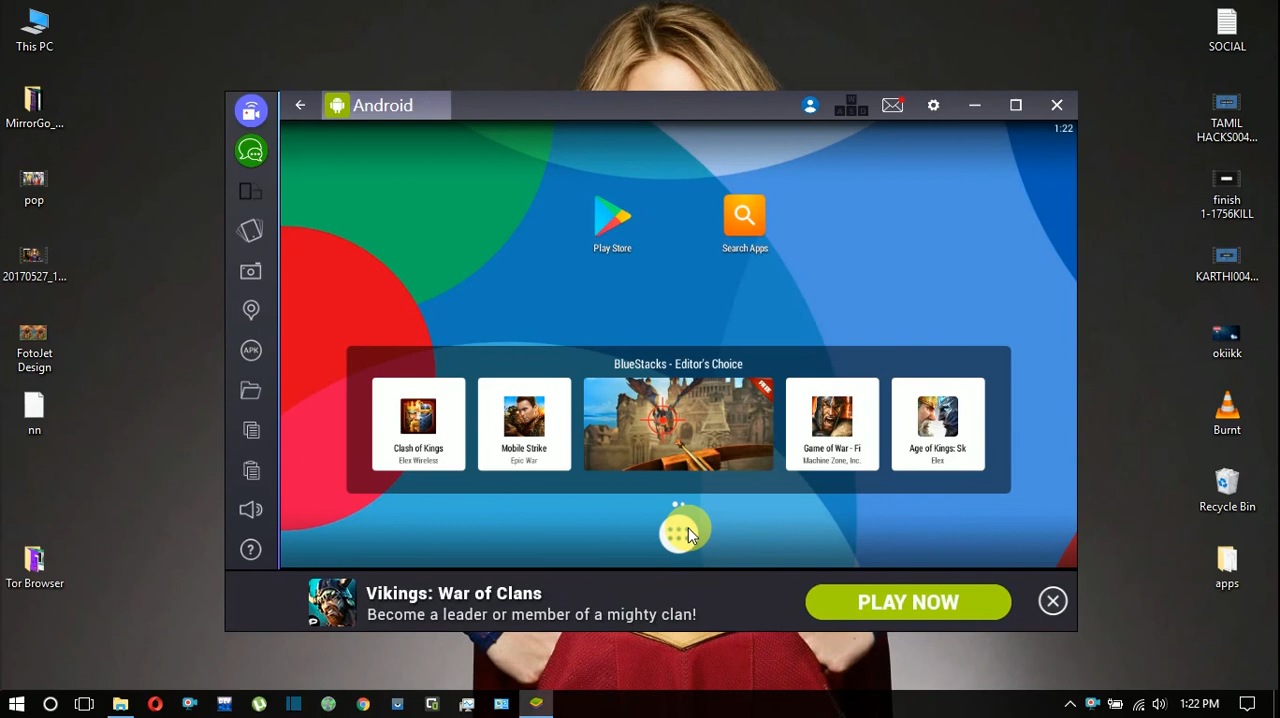 This PC
MirrorGo_...
pop
20170527_1...
FotoJet
Design
nn
Tor Browser
Android
1:22
Play Store
Search Apps
BlueStacks - Editor's Choice
FREE
Clash of Kings
Elex Wireless
Mobile Strike
Epic War
Game of War - Fi
Machine Zone, Inc.
Age of Kings: Sk
Elex
APK
W
A S D
Vikings: War of Clans
Become a leader or member of a mighty clan!
PLAY NOW
SOCIAL
TAMIL
HACKS004...
finish
1-1756KILL
KARTHI004...
okiikk
Burnt
Recycle Bin
apps
1:22 PM